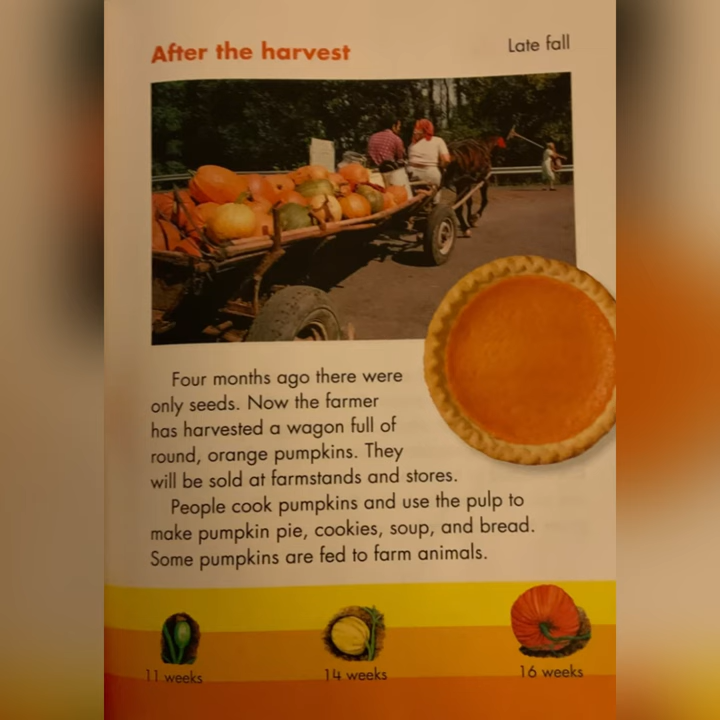 After the harvest
Late fall
Four months ago there were
only seeds. Now the farmer
has harvested a wagon full of
round, orange pumpkins. They
will be sold at farmstands and stores.
People cook pumpkins and use the pulp to
make pumpkin pie, cookies, soup, and bread.
Some pumpkins are fed to farm animals.
11 weeks
14 weeks
16 weeks